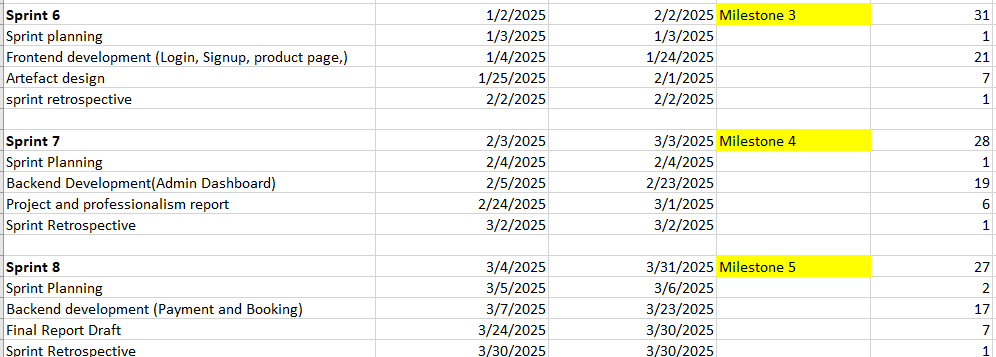 Sprint 6 1/2/2025 2/2/2025 Milestone 3 31
Sprint planning 1/3/2025 1/3/2025 1
Frontend development (Login, Signup, product page,) 1/4/2025 1/24/2025 21
Artefact design 1/25/2025 2/1/2025 7
sprint retrospective 2/2/2025 2/2/2025 1
Sprint 7 2/3/2025 3/3/2025 Milestone 4 28
Sprint Planning 2/4/2025 2/4/2025 1
Backend Development(Admin Dashboard) 2/5/2025 2/23/2025 19
Project and professionalism report 2/24/2025 3/1/2025 6
Sprint Retrospective 3/2/2025 3/2/2025 1
Sprint 8 3/4/2025 3/31/2025 Milestone 5 27
Sprint Planning 3/5/2025 3/6/2025 2
Backend development (Payment and Booking) 3/7/2025 3/23/2025 17
Final Report Draft 3/24/2025 3/30/2025 7
Sprint Retrospective 3/30/2025 3/30/2025 1